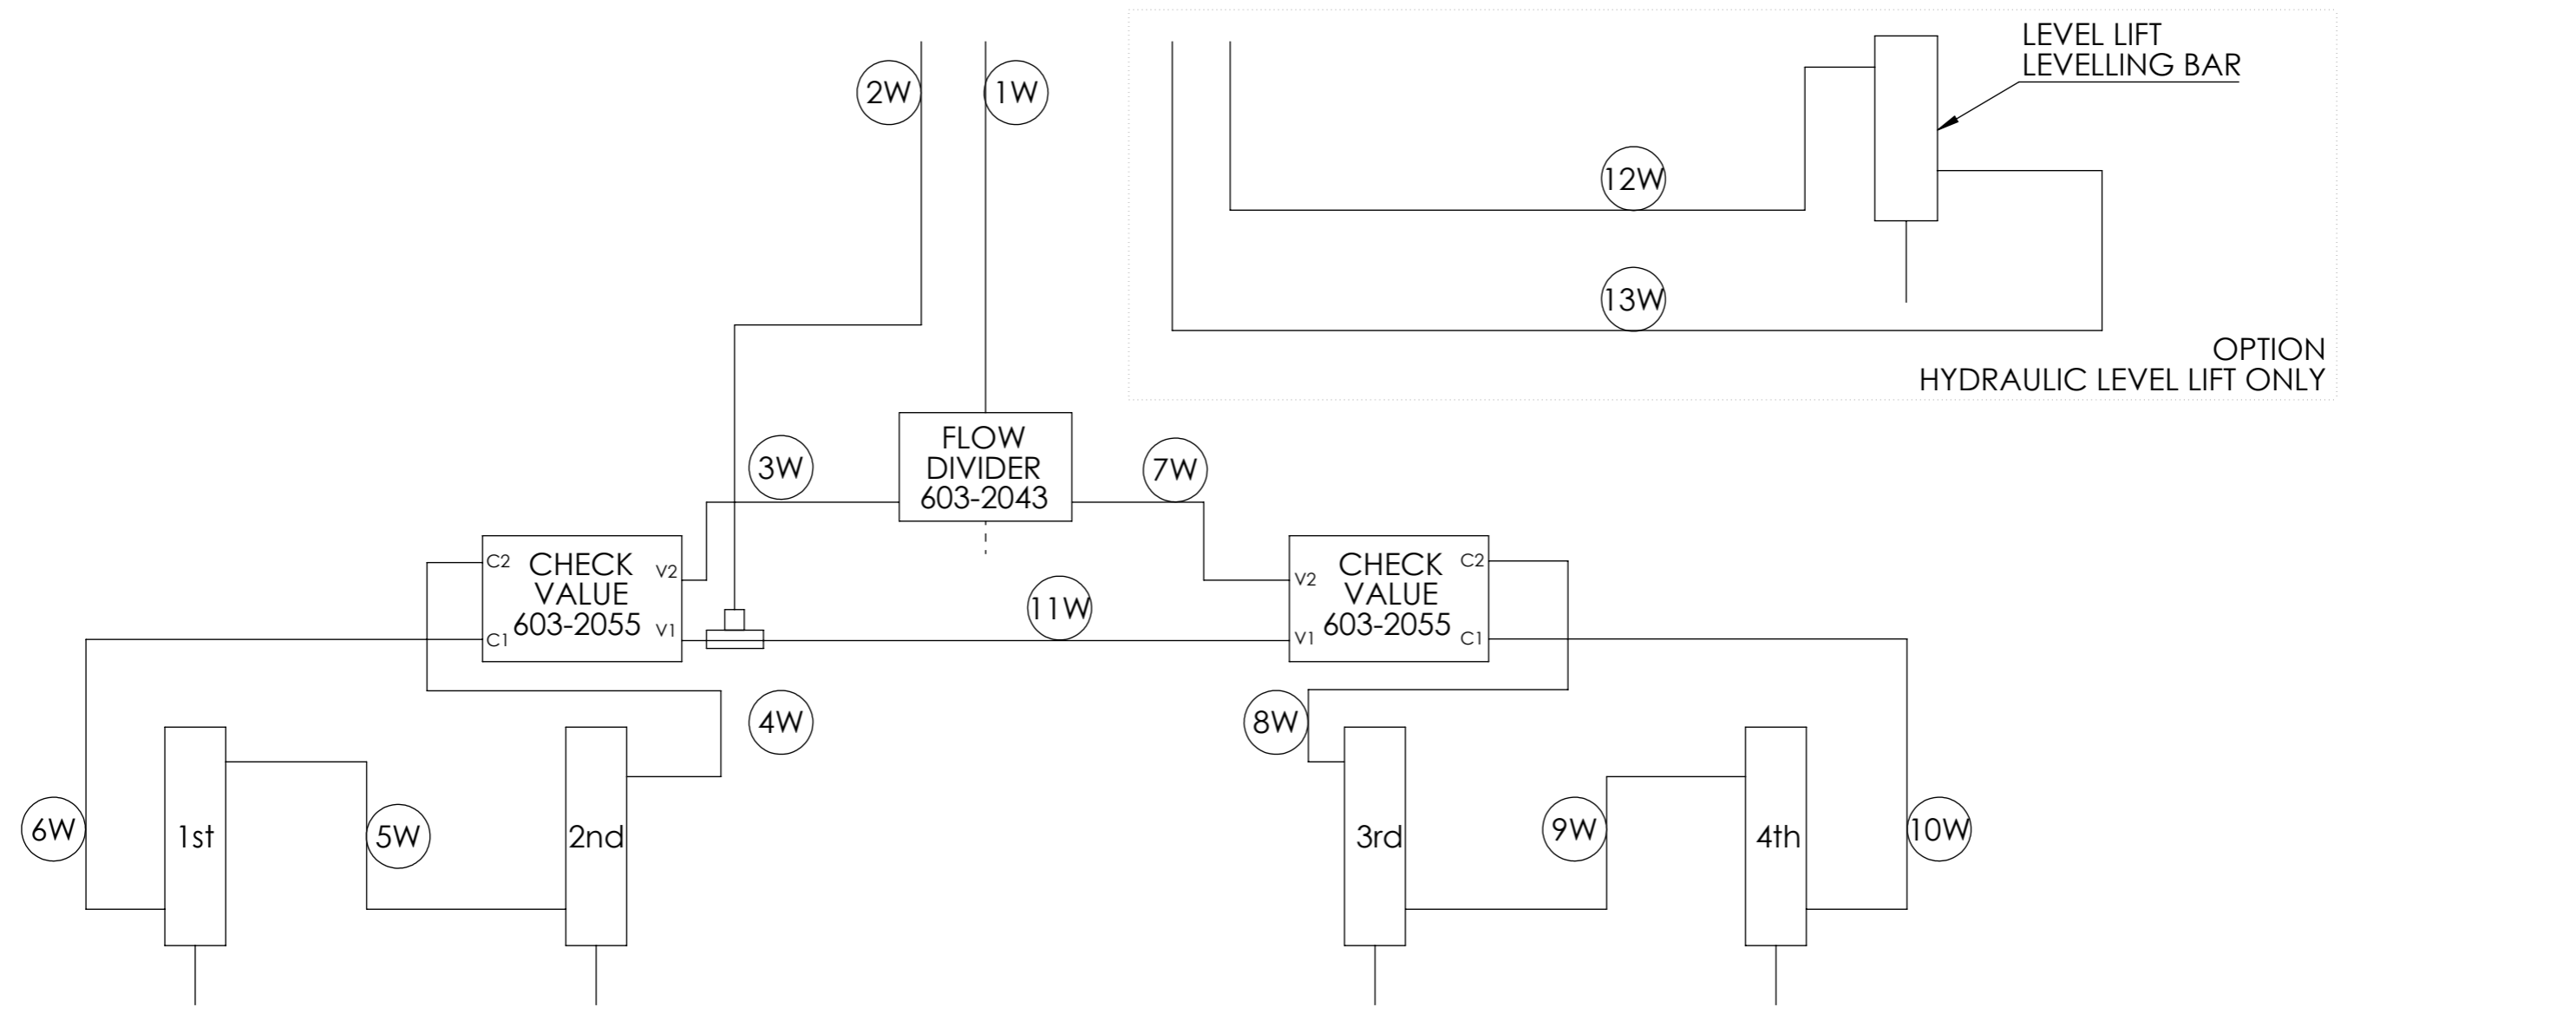 2W
1W
LEVEL LIFT
LEVELLING BAR
12W
13W
OPTION
HYDRAULIC LEVEL LIFT ONLY
3W
FLOW
DIVIDER
603-2043
7W
C2
CHECK
VALUE
603-2055
V2
C1
V1
11W
V2
CHECK
VALUE
603-2055
C2
V1
C1
4W
8W
6W
1st
5W
2nd
3rd
9W
4th
10W